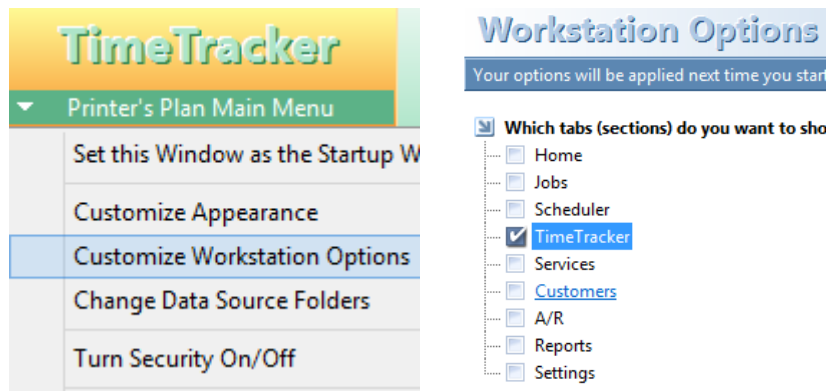 TimeTracker
Printer's Plan Main Menu
Set this Window as the Startup W
Customize Appearance
Customize Workstation Options
Change Data Source Folders
Turn Security On/Off
Workstation Options
Your options will be applied next time you start
Which tabs (sections) do you want to sho
Home
Jobs
Scheduler
TimeTracker
Services
Customers
A/R
Reports
Settings